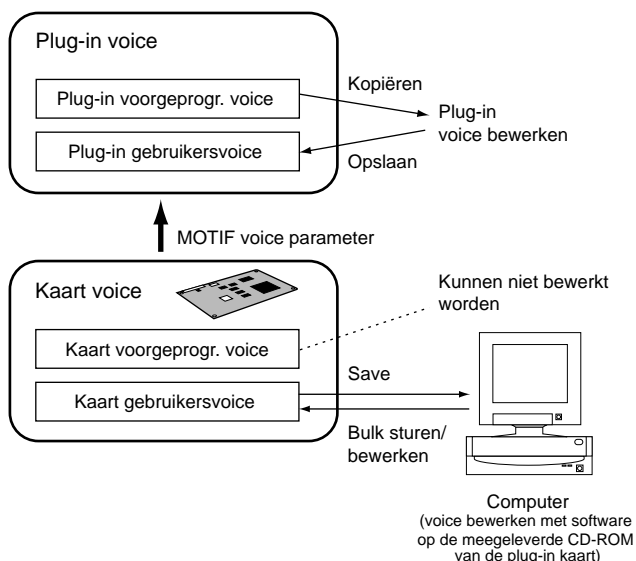 Plug-in voice
Plug-in voorgeprogr. voice
Plug-in gebruikersvoice
Kopiëren
Plug-in
voice bewerken
Opslaan
MOTIF voice parameter
Kaart voice
Kaart voorgeprogr. voice
Kaart gebruikersvoice
Kunnen niet bewerkt
worden
Save
Bulk sturen/
bewerken
Computer
(voice bewerken met software
op de meegeleverde CD-ROM
van de plug-in kaart)